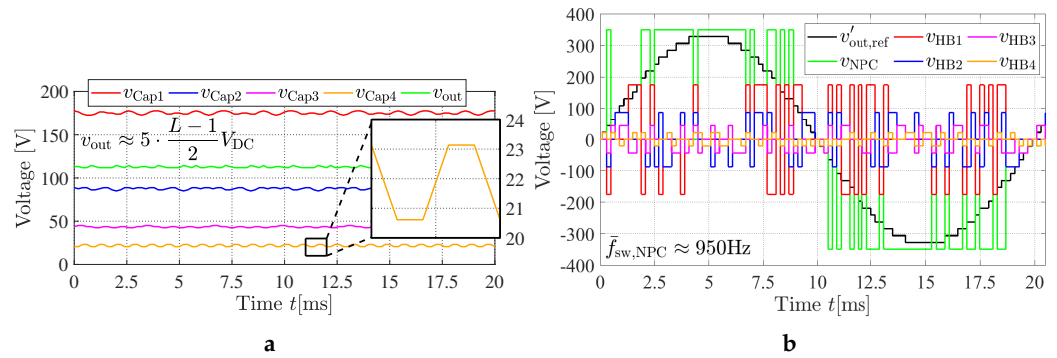 v_Cap1 v_Cap2 v_Cap3 v_Cap4 v_out
Voltage [V]
200
150
100
50
0
v_out ≈ 5 · (L − 1)/2 V_DC
24
23
22
21
20
0 2.5 5 7.5 10 12.5 15 17.5 20
Time t[ms]
a
v′_out,ref v_HB1 v_HB3
v_NPC v_HB2 v_HB4
Voltage [V]
400
300
200
100
0
-100
-200
-300
-400
f̄_sw,NPC ≈ 950Hz
0 2.5 5 7.5 10 12.5 15 17.5 20
Time t[ms]
b